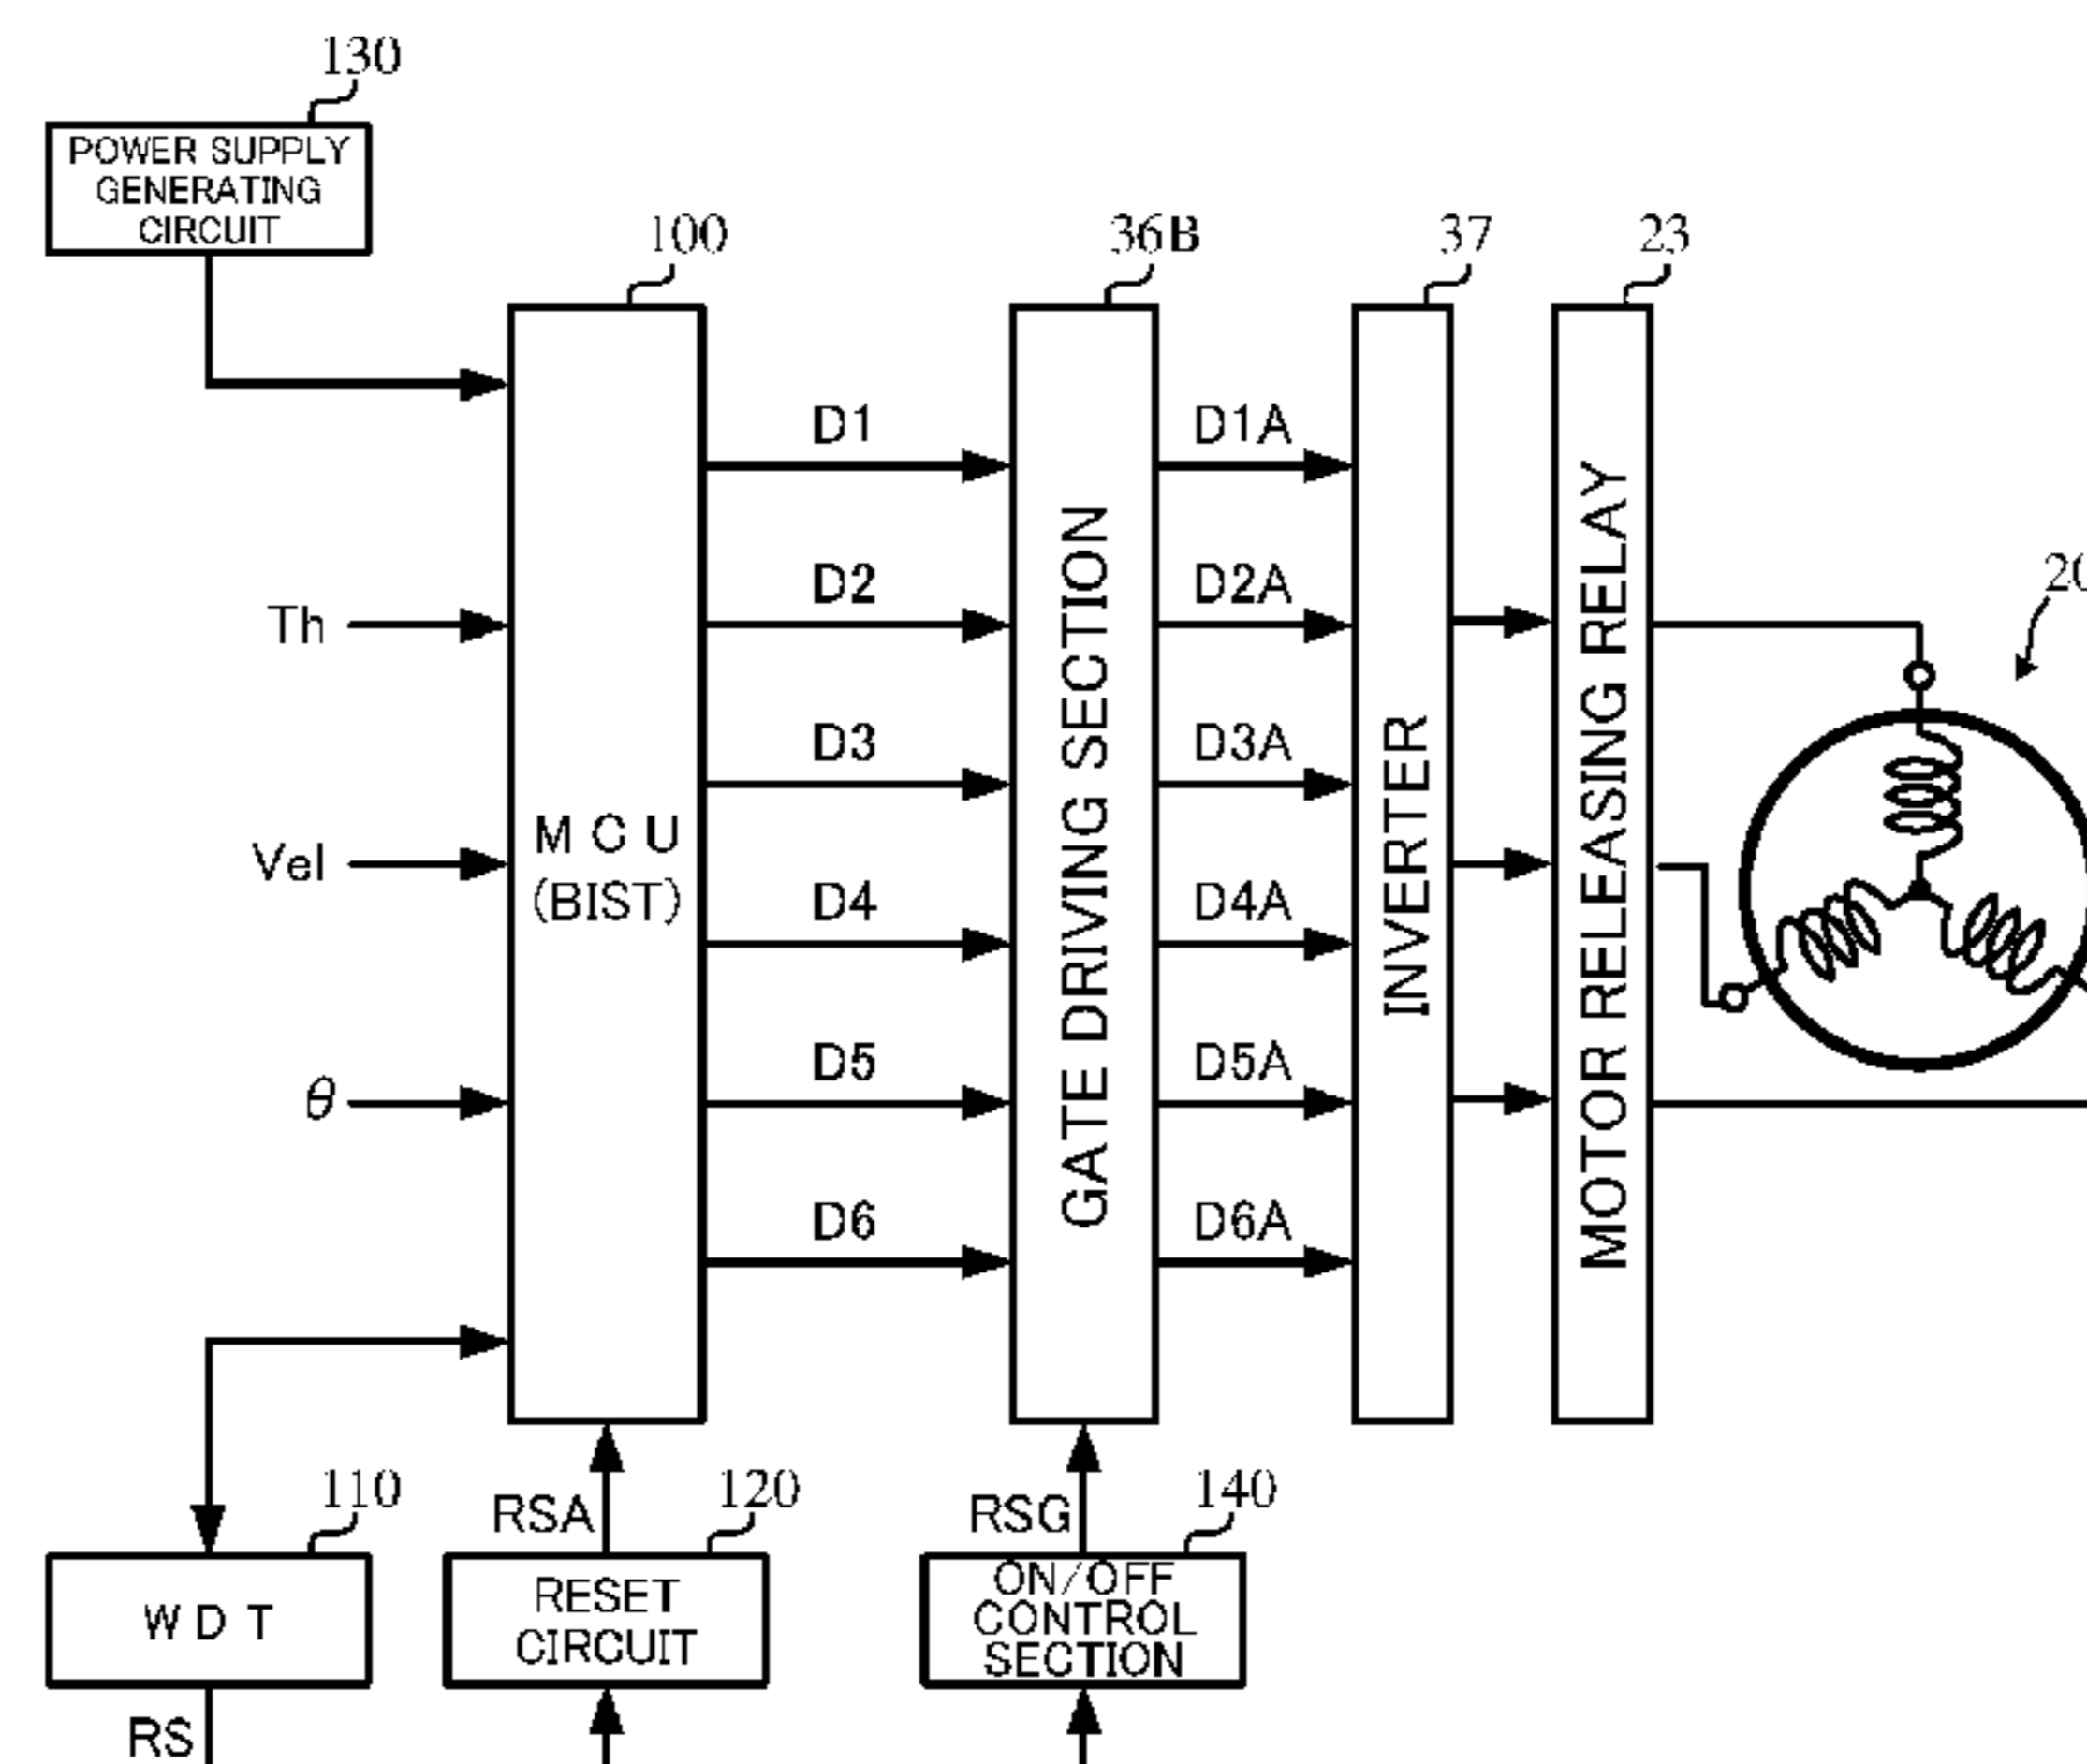 130
POWER SUPPLY
GENERATING
CIRCUIT
100
36B
37
23
D1
D1A
Th
D2
D2A
D3
D3A
Vel
M C U
(BIST)
D4
D4A
θ
D5
D5A
D6
D6A
GATE DRIVING SECTION
INVERTER
MOTOR RELEASING RELAY
110
W D T
RS
RSA
120
RESET
CIRCUIT
RSG
140
ON/OFF
CONTROL
SECTION